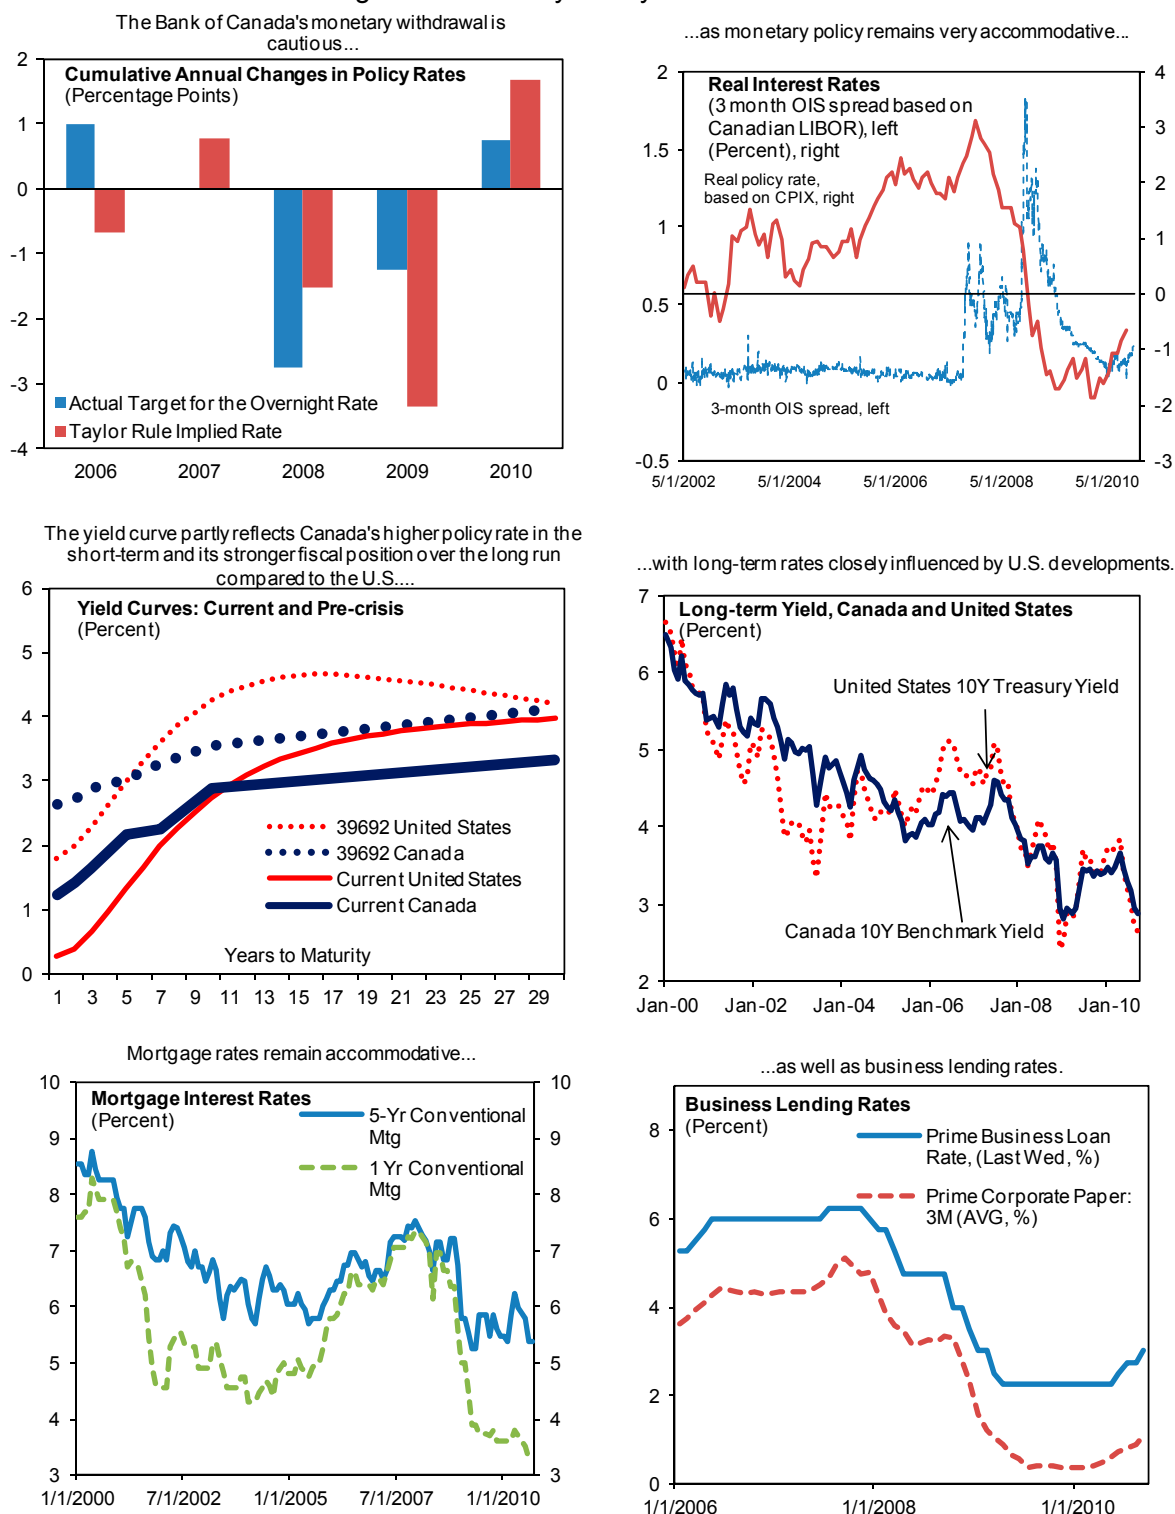 The Bank of Canada's monetary withdrawal is
cautious...
2
1
0
-1
-2
-3
-4
Cumulative Annual Changes in Policy Rates
(Percentage Points)
Actual Target for the Overnight Rate
Taylor Rule Implied Rate
2006 2007 2008 2009 2010
...as monetary policy remains very accommodative...
2
1.5
1
0.5
0
-0.5
4
3
2
1
0
-1
-2
-3
Real Interest Rates
(3 month OIS spread based on
Canadian LIBOR), left
(Percent), right
Real policy rate,
based on CPIX, right
3-month OIS spread, left
5/1/2002 5/1/2004 5/1/2006 5/1/2008 5/1/2010
The yield curve partly reflects Canada's higher policy rate in the
short-term and its stronger fiscal position over the long run
compared to the U.S....
6
5
4
3
2
1
0
Yield Curves: Current and Pre-crisis
(Percent)
39692 United States
39692 Canada
Current United States
Current Canada
Years to Maturity
1 3 5 7 9 11 13 15 17 19 21 23 25 27 29
...with long-term rates closely influenced by U.S. developments.
7
6
5
4
3
2
Long-term Yield, Canada and United States
(Percent)
United States 10Y Treasury Yield
Canada 10Y Benchmark Yield
Jan-00 Jan-02 Jan-04 Jan-06 Jan-08 Jan-10
Mortgage rates remain accommodative...
10
9
8
7
6
5
4
3
10
9
8
7
6
5
4
3
Mortgage Interest Rates
(Percent)
5-Yr Conventional
Mtg
1 Yr Conventional
Mtg
1/1/2000 7/1/2002 1/1/2005 7/1/2007 1/1/2010
...as well as business lending rates.
8
6
4
2
0
Business Lending Rates
(Percent)
Prime Business Loan
Rate, (Last Wed, %)
Prime Corporate Paper:
3M (AVG, %)
1/1/2006 1/1/2008 1/1/2010